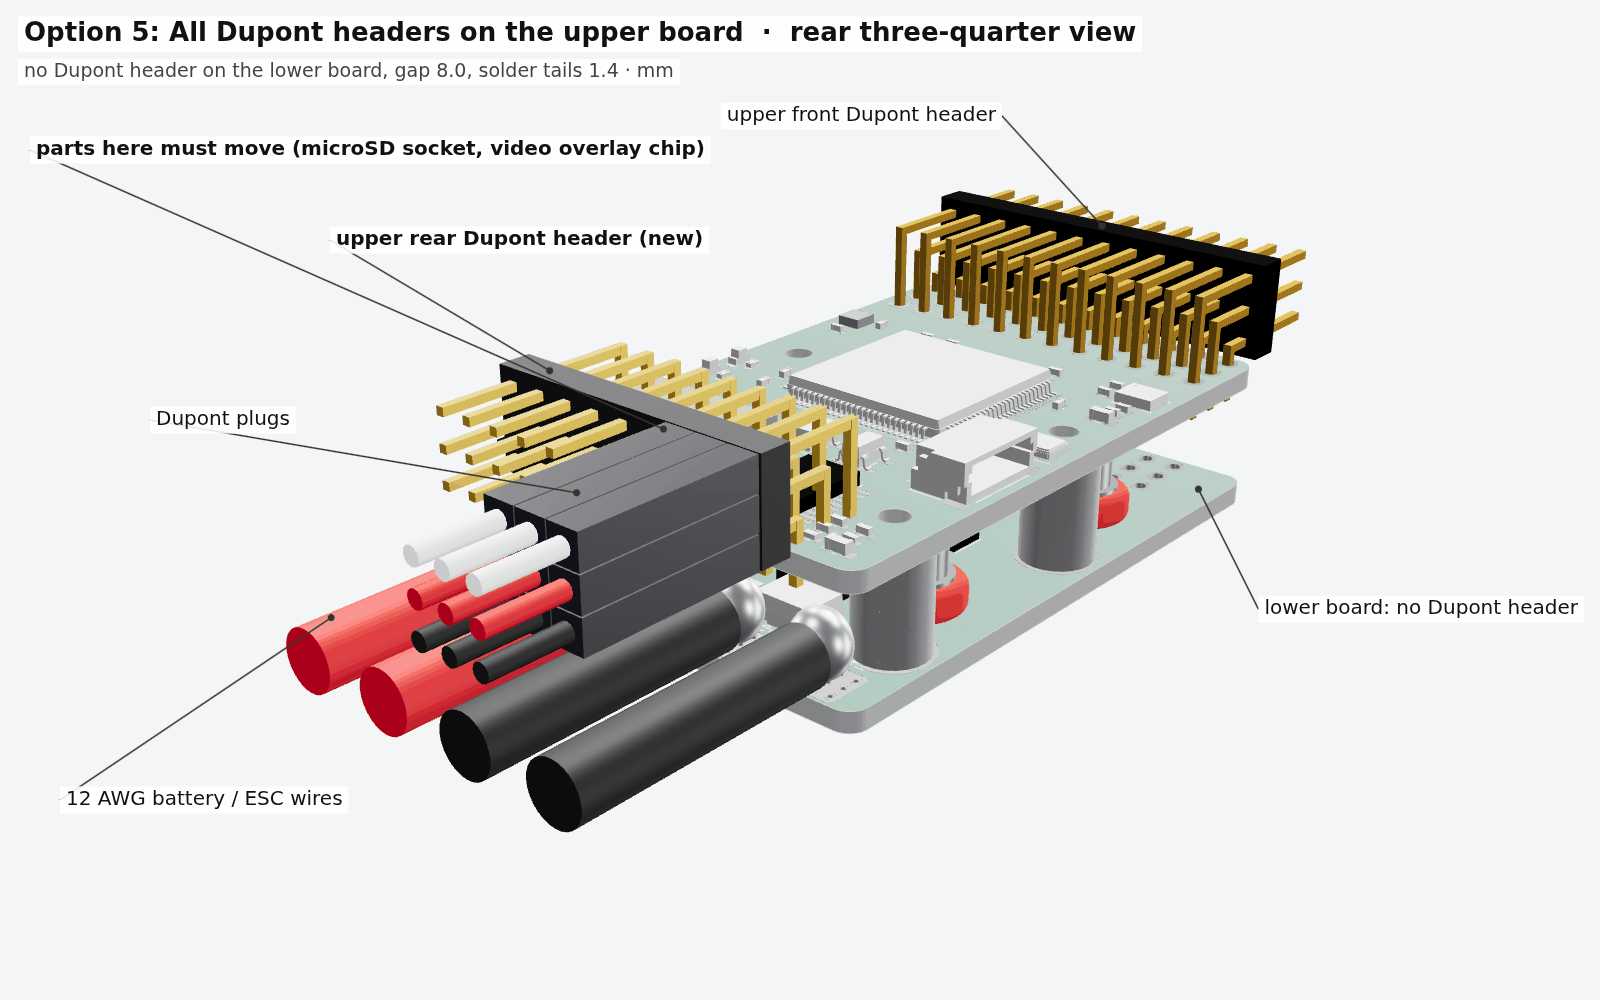 Option 5: All Dupont headers on the upper board · rear three-quarter view
no Dupont header on the lower board, gap 8.0, solder tails 1.4 · mm
upper front Dupont header
parts here must move (microSD socket, video overlay chip)
upper rear Dupont header (new)
Dupont plugs
lower board: no Dupont header
12 AWG battery / ESC wires